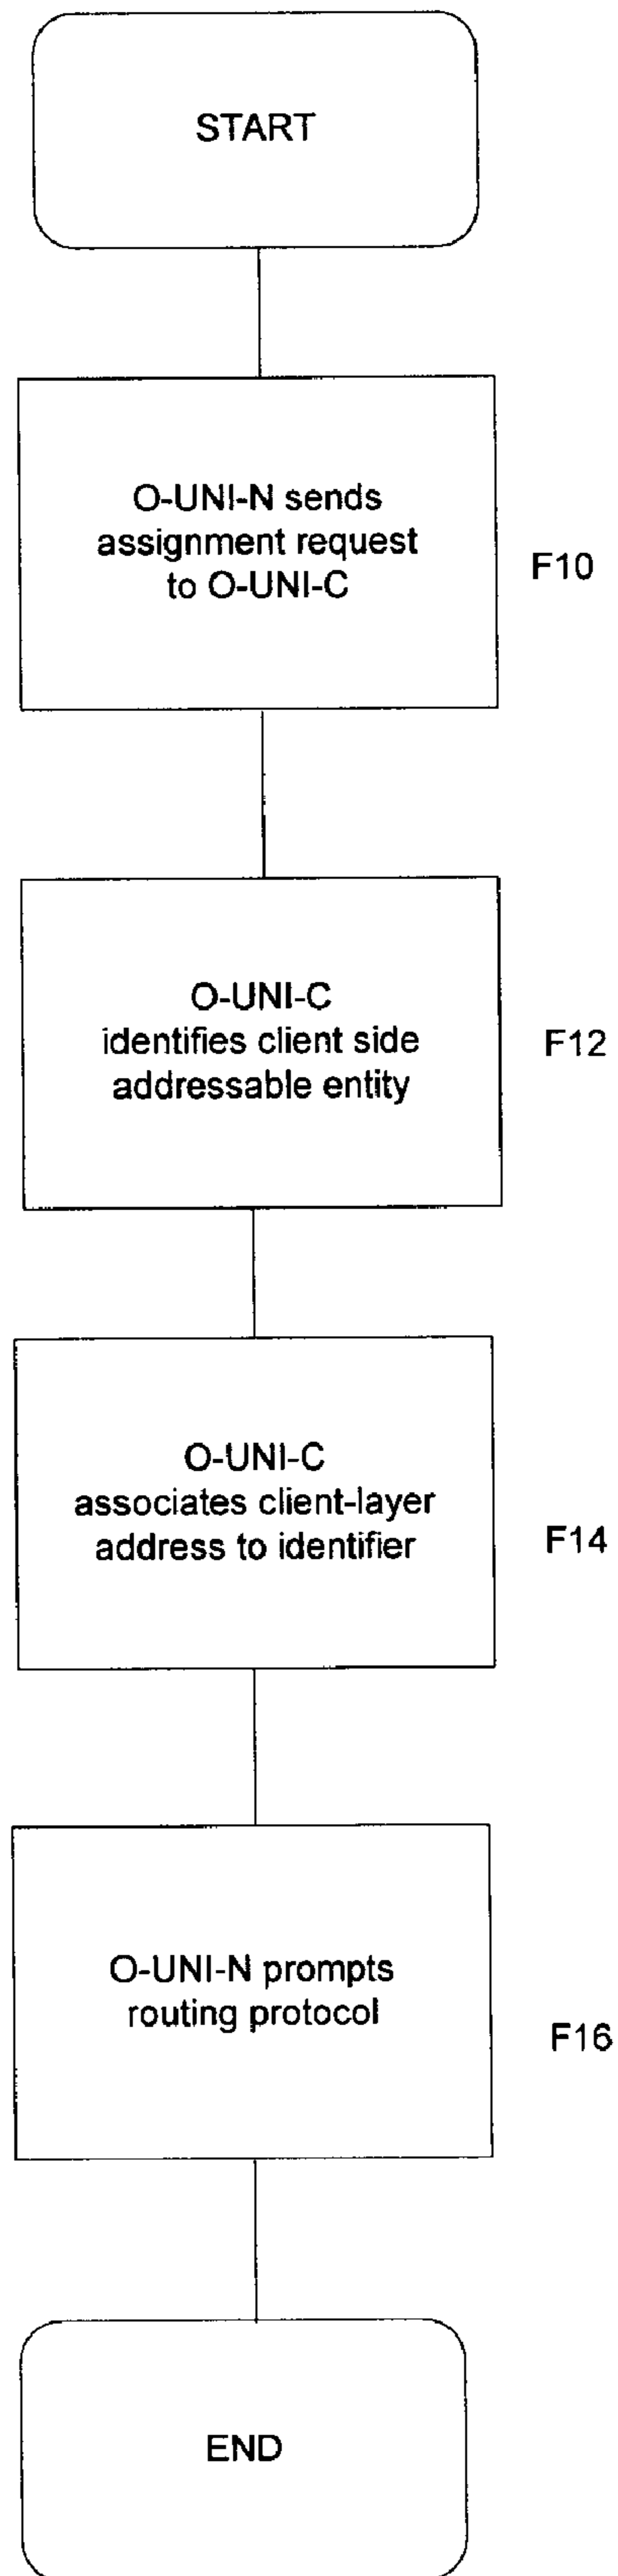 START
O-UNI-N sends
assignment request
to O-UNI-C
F10
O-UNI-C
identifies client side
addressable entity
F12
O-UNI-C
associates client-layer
address to identifier
F14
O-UNI-N prompts
routing protocol
F16
END